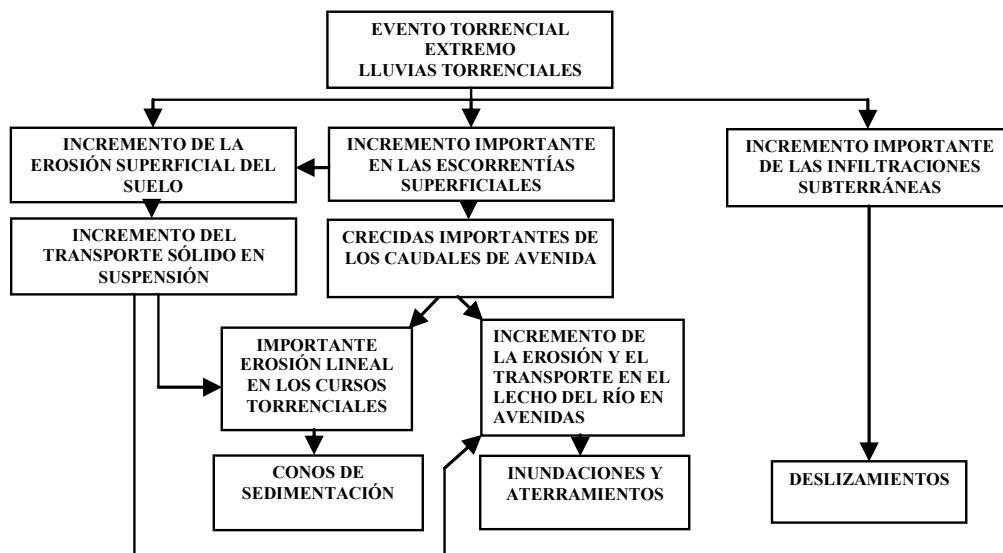 EVENTO TORRENCIAL
EXTREMO
LLUVIAS TORRENCIALES
INCREMENTO DE LA
EROSIÓN SUPERFICIAL DEL
SUELO
INCREMENTO IMPORTANTE
EN LAS ESCORRENTÍAS
SUPERFICIALES
INCREMENTO IMPORTANTE
DE LAS INFILTRACIONES
SUBTERRÁNEAS
INCREMENTO DEL
TRANSPORTE SÓLIDO EN
SUSPENSIÓN
CRECIDAS IMPORTANTES DE
LOS CAUDALES DE AVENIDA
IMPORTANTE
EROSIÓN LINEAL
EN LOS CURSOS
TORRENCIALES
INCREMENTO DE
LA EROSIÓN Y EL
TRANSPORTE EN EL
LECHO DEL RÍO EN
AVENIDAS
CONOS DE
SEDIMENTACIÓN
INUNDACIONES Y
ATERRAMIENTOS
DESLIZAMIENTOS